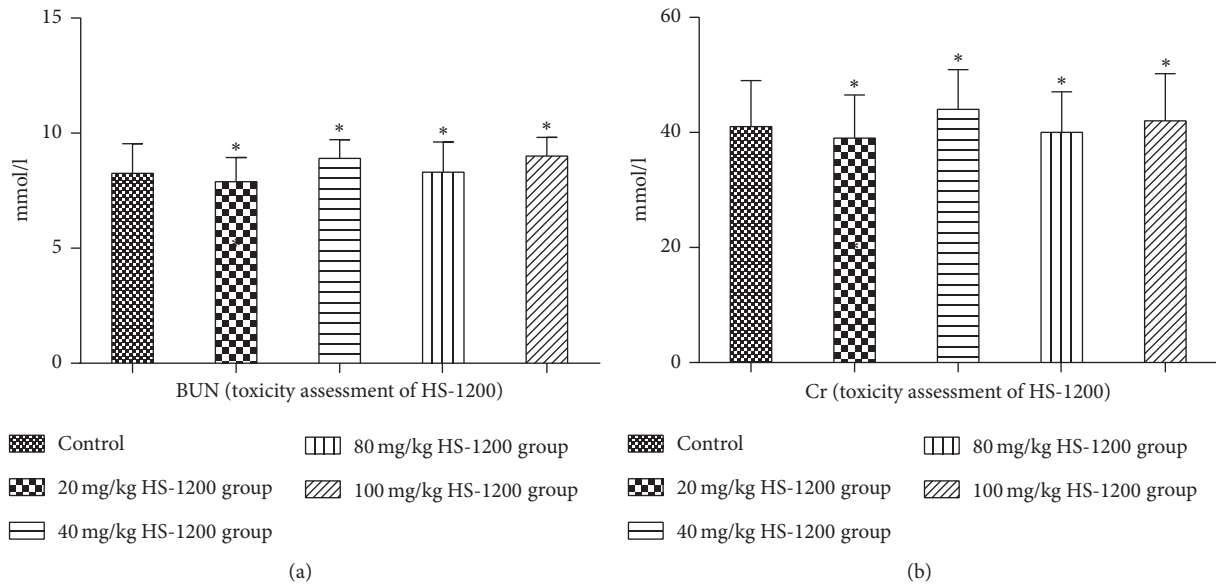 15
10
5
0
mmol/l
*
*
*
*
*
BUN (toxicity assessment of HS-1200)
Control
20 mg/kg HS-1200 group
40 mg/kg HS-1200 group
80 mg/kg HS-1200 group
100 mg/kg HS-1200 group
(a)
60
40
20
0
mmol/l
*
*
*
*
*
Cr (toxicity assessment of HS-1200)
Control
20 mg/kg HS-1200 group
40 mg/kg HS-1200 group
80 mg/kg HS-1200 group
100 mg/kg HS-1200 group
(b)